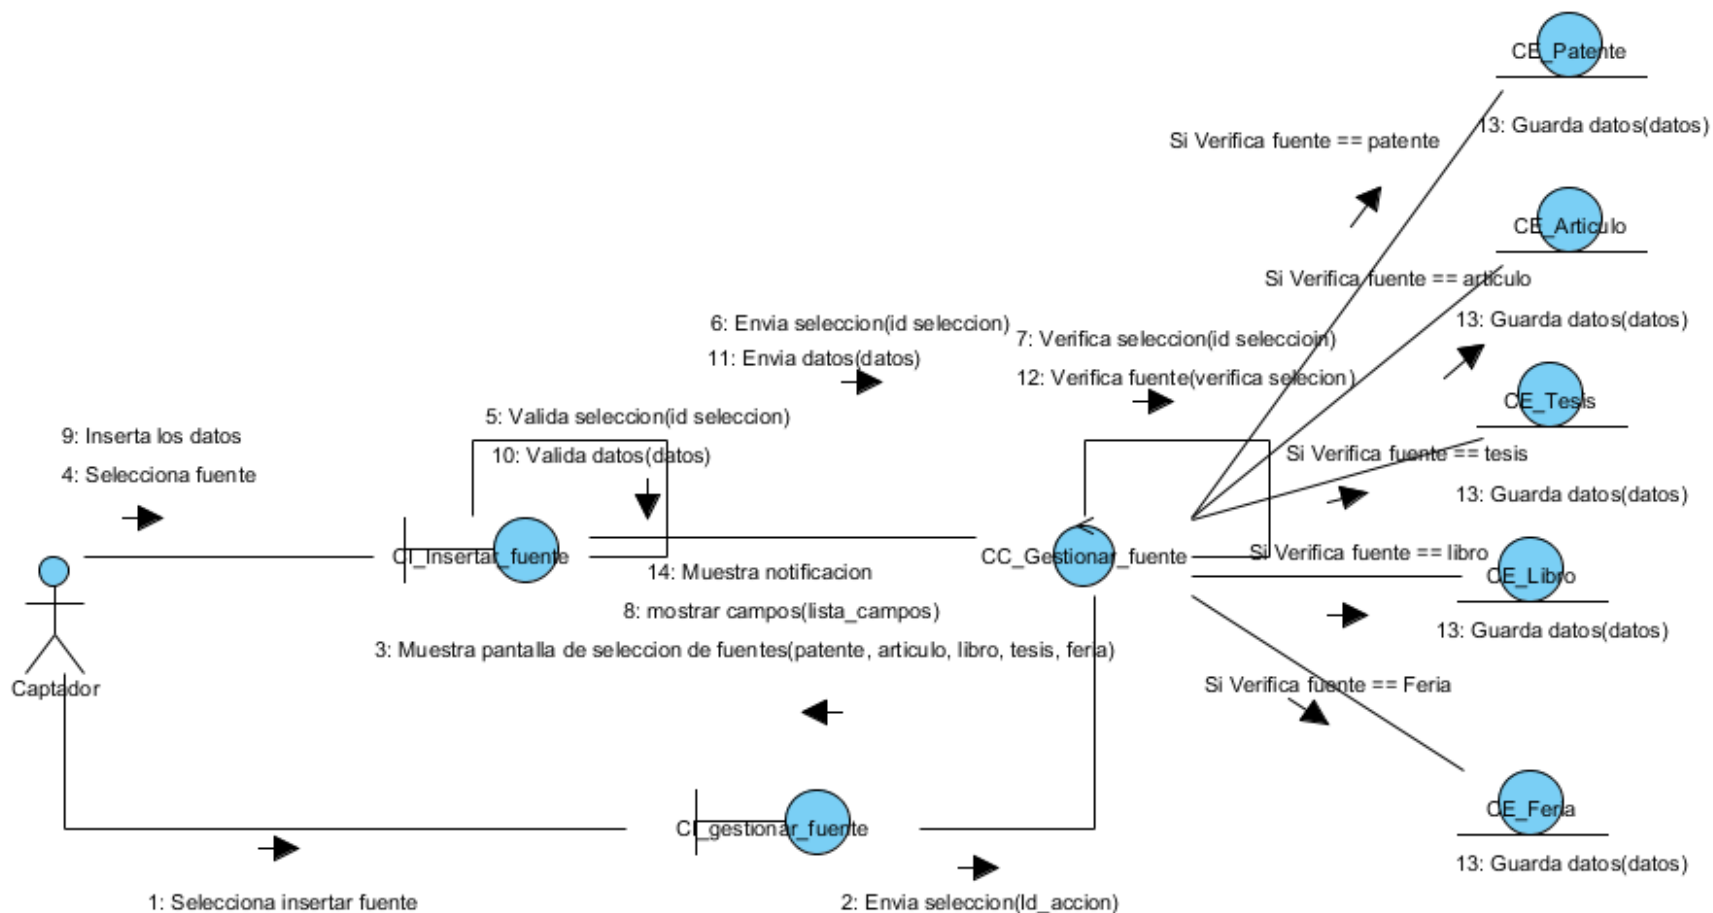 CE_Patente
13: Guarda datos(datos)
Si Verifica fuente == patente
CE_Articulo
Si Verifica fuente == articulo
13: Guarda datos(datos)
6: Envia seleccion(id seleccion)
11: Envia datos(datos)
7: Verifica seleccion(id seleccioin)
12: Verifica fuente(verifica selecion)
CE_Tesis
5: Valida seleccion(id seleccion)
10: Valida datos(datos)
9: Inserta los datos
4: Selecciona fuente
Si Verifica fuente == tesis
13: Guarda datos(datos)
CI_Insertar_fuente
CC_Gestionar_fuente
Si Verifica fuente == libro
CE_Libro
13: Guarda datos(datos)
14: Muestra notificacion
8: mostrar campos(lista_campos)
3: Muestra pantalla de seleccion de fuentes(patente, articulo, libro, tesis, feria)
Captador
Si Verifica fuente == Feria
CI_gestionar_fuente
CE_Feria
13: Guarda datos(datos)
1: Selecciona insertar fuente
2: Envia seleccion(Id_accion)